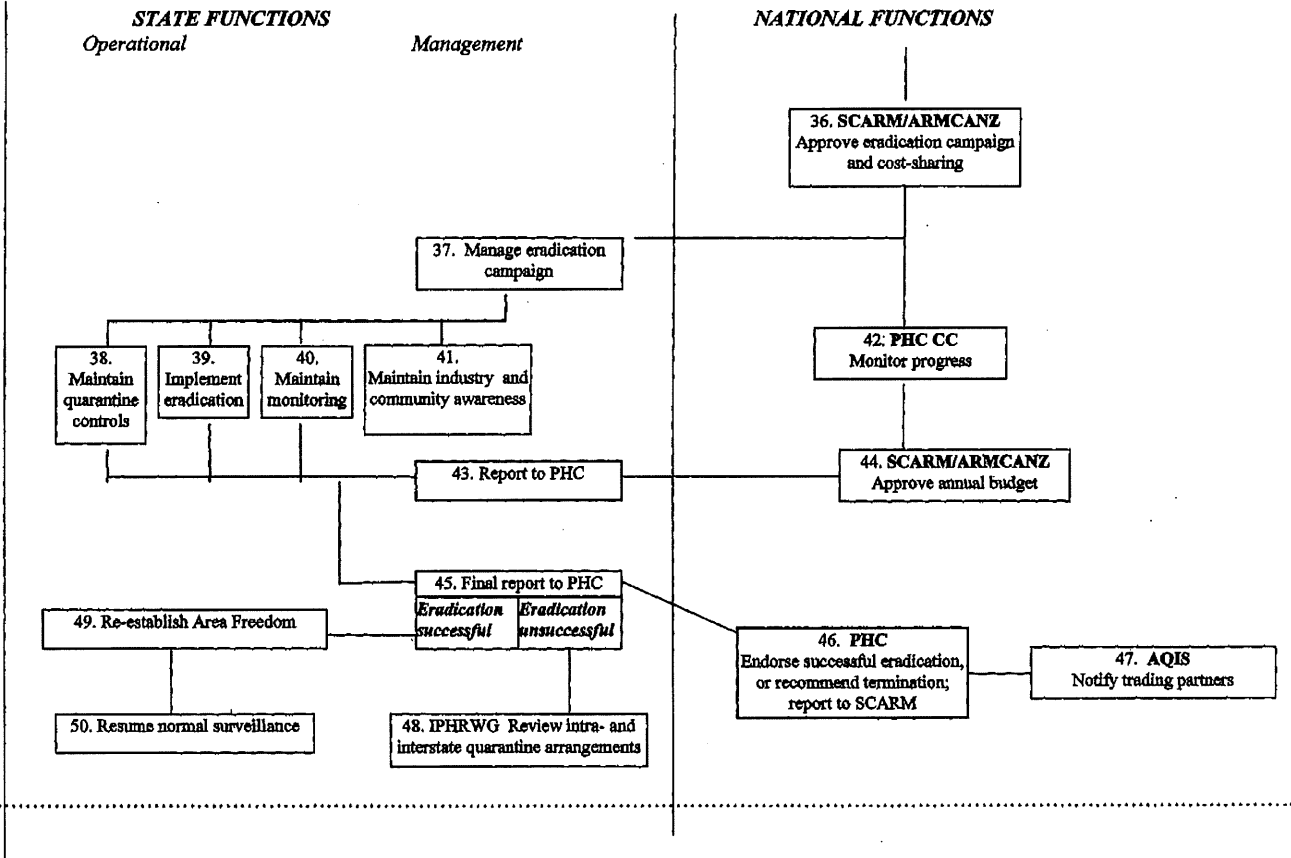 STATE FUNCTIONS
NATIONAL FUNCTIONS
Operational
Management
36. SCARM/ARMCANZ
Approve eradication campaign
and cost-sharing
37. Manage eradication
campaign
38.
Maintain
quarantine
controls
39.
Implement
eradication
40.
Maintain
monitoring
41.
Maintain industry and
community awareness
42: PHC CC
Monitor progress
43. Report to PHC
44. SCARM/ARMCANZ
Approve annual budget
45. Final report to PHC
Eradication
successful
Eradication
unsuccessful
49. Re-establish Area Freedom
46. PHC
Endorse successful eradication,
or recommend termination;
report to SCARM
47. AQIS
Notify trading partners
50. Resume normal surveillance
48. IPHRWG Review intra- and
interstate quarantine arrangements